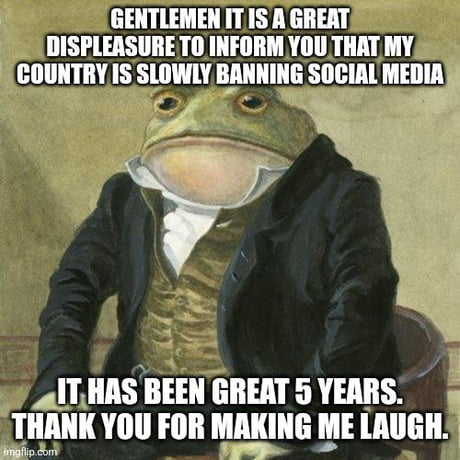 GENTLEMEN IT IS A GREAT
DISPLEASURE TO INFORM YOU THAT MY
COUNTRY IS SLOWLY BANNING SOCIAL MEDIA
IT HAS BEEN GREAT 5 YEARS.
THANK YOU FOR MAKING ME LAUGH.
imgflip.com